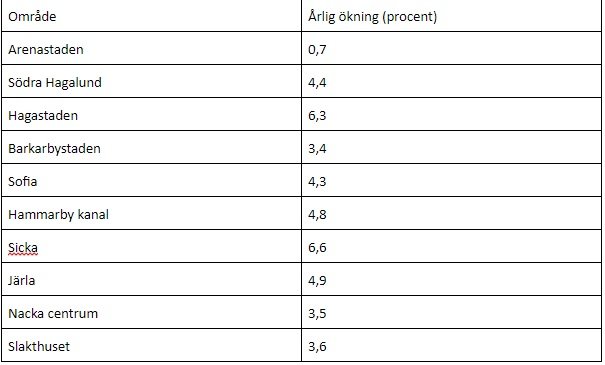 Område Årlig ökning (procent)
Arenastaden 0,7
Södra Hagalund 4,4
Hagastaden 6,3
Barkarbystaden 3,4
Sofia 4,3
Hammarby kanal 4,8
Sicka 6,6
Järla 4,9
Nacka centrum 3,5
Slakthuset 3,6